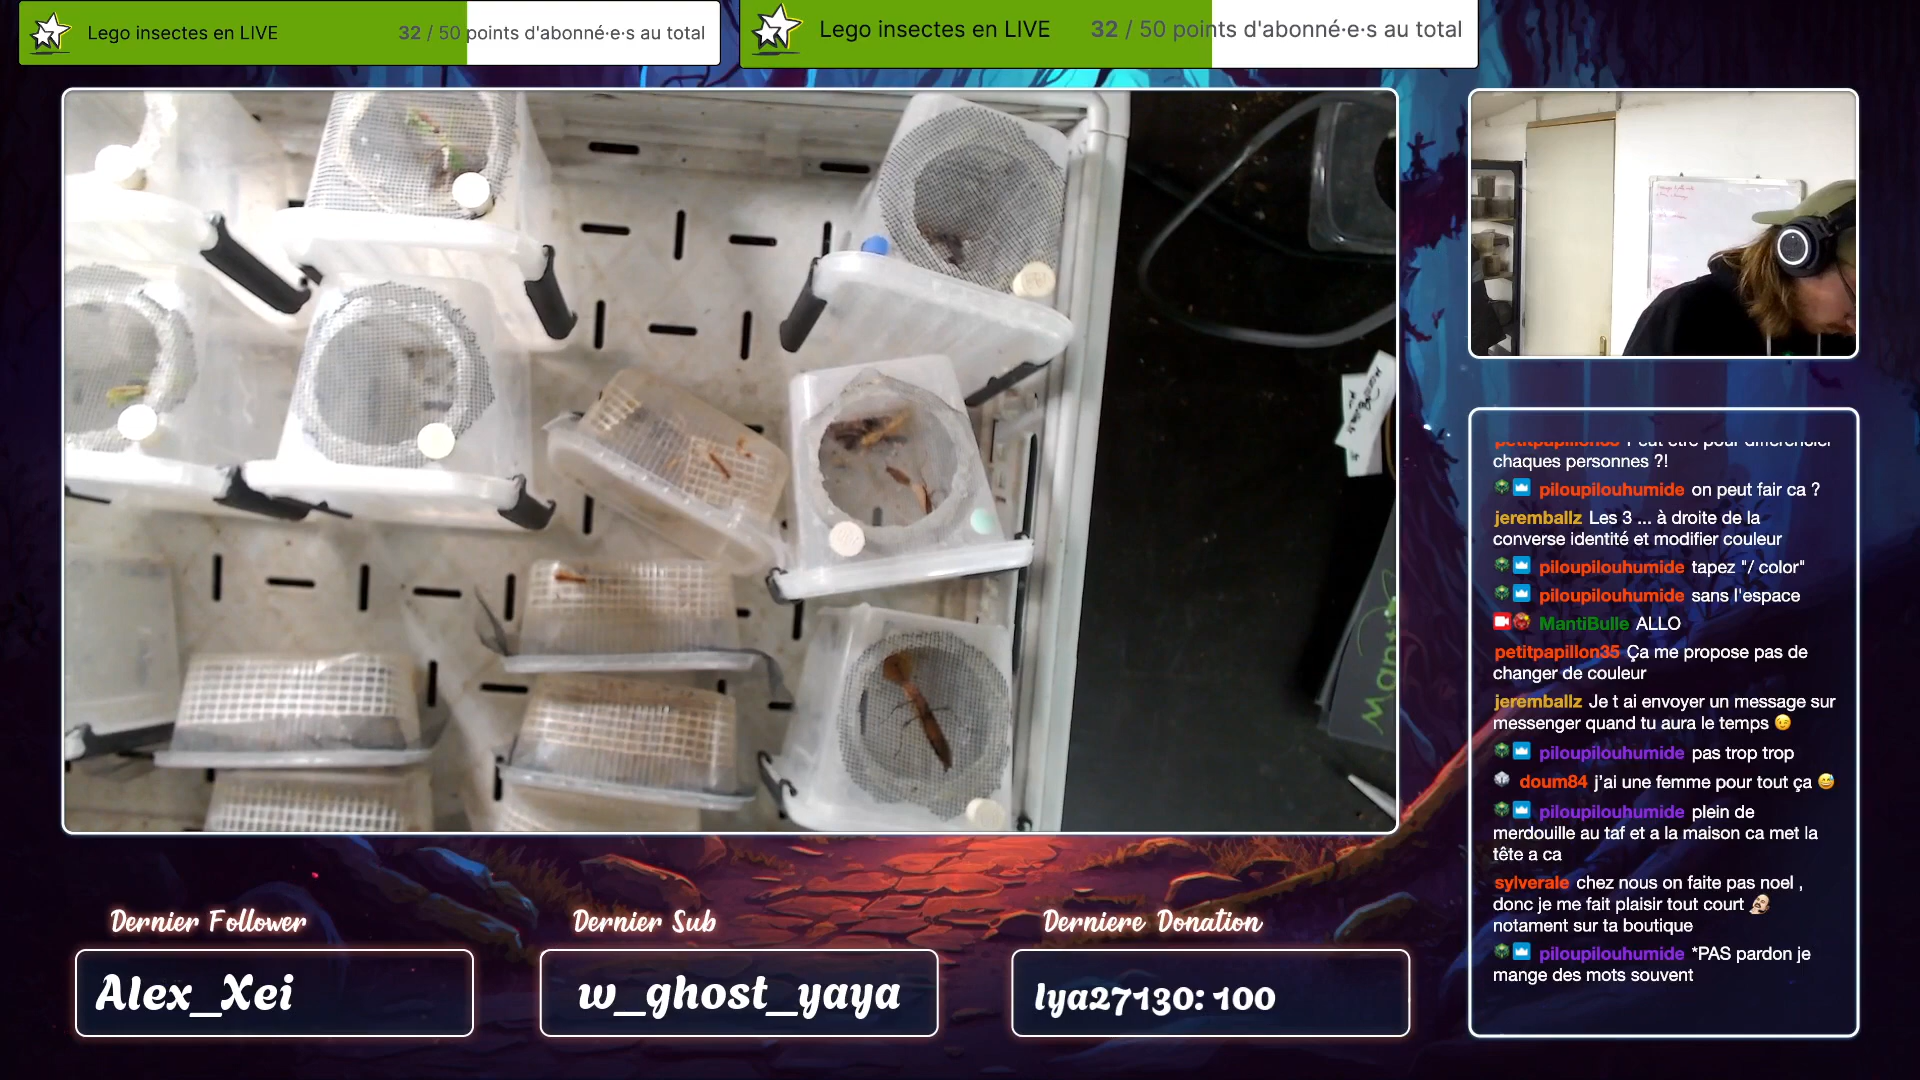 Lego insectes en LIVE 32 / 50 points d'abonné·e·s au total
Lego insectes en LIVE 32 / 50 points d'abonné·e·s au total
chaques personnes ?!
piloupilouhumide on peut fair ca ?
jeremballz Les 3 ... à droite de la
converse identité et modifier couleur
piloupilouhumide tapez "/ color"
piloupilouhumide sans l'espace
MantiBulle ALLO
petitpapillon35 Ça me propose pas de
changer de couleur
jeremballz Je t ai envoyer un message sur
messenger quand tu aura le temps 😉
piloupilouhumide pas trop trop
doum84 j'ai une femme pour tout ça 😅
piloupilouhumide plein de
merdouille au taf et a la maison ca met la
tête a ca
sylverale chez nous on faite pas noel ,
donc je me fait plaisir tout court
notament sur ta boutique
piloupilouhumide *PAS pardon je
mange des mots souvent
Dernier Follower
Alex_Xei
Dernier Sub
w_ghost_yaya
Derniere Donation
lya27130: 100